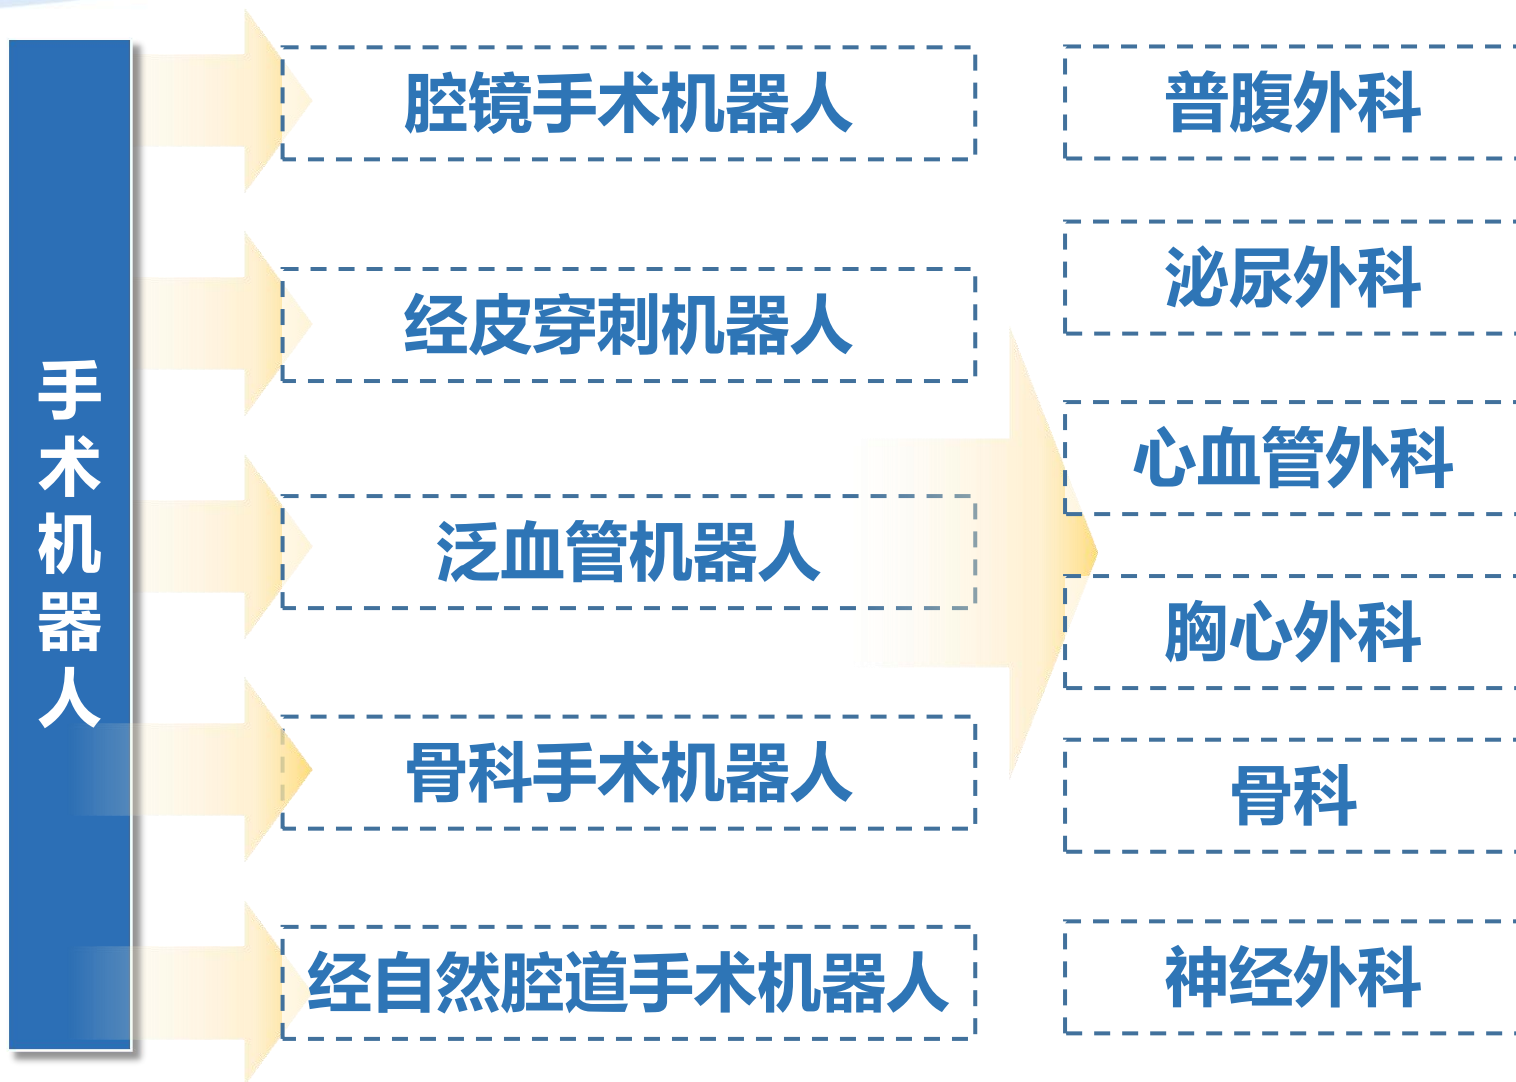 手术机器人
腔镜手术机器人
经皮穿刺机器人
泛血管机器人
骨科手术机器人
经自然腔道手术机器人
普腹外科
泌尿外科
心血管外科
胸心外科
骨科
神经外科